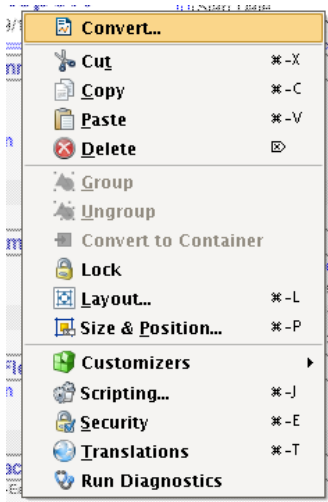 Convert...
Cut ⌘-X
Copy ⌘-C
Paste ⌘-V
Delete ⌦
Group
Ungroup
Convert to Container
Lock
Layout... ⌘-L
Size & Position... ⌘-P
Customizers
Scripting... ⌘-J
Security ⌘-E
Translations ⌘-T
Run Diagnostics